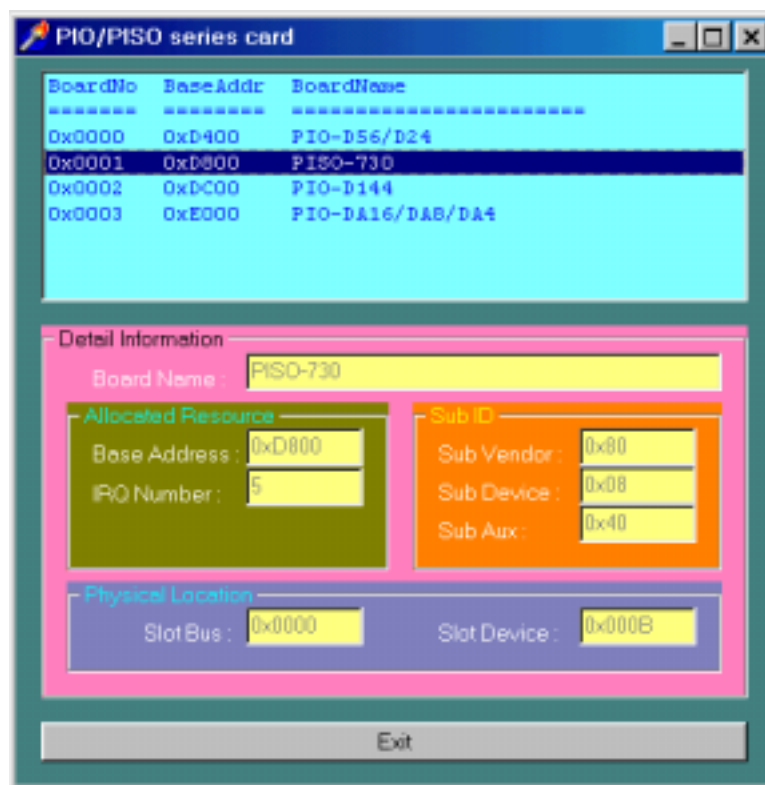 PIO/PISO series card
BoardNo BaseAddr BoardName
======= ======== ========================
0x0000 0xD400 PIO-D56/D24
0x0001 0xD800 PISO-730
0x0002 0xDC00 PIO-D144
0x0003 0xE000 PIO-DA16/DA8/DA4
Detail Information
Board Name : PISO-730
Allocated Resource
Base Address : 0xD800
IRQ Number : 5
Sub ID
Sub Vendor : 0x80
Sub Device : 0x08
Sub Aux : 0x40
Physical Location
Slot Bus : 0x0000
Slot Device : 0x000B
Exit